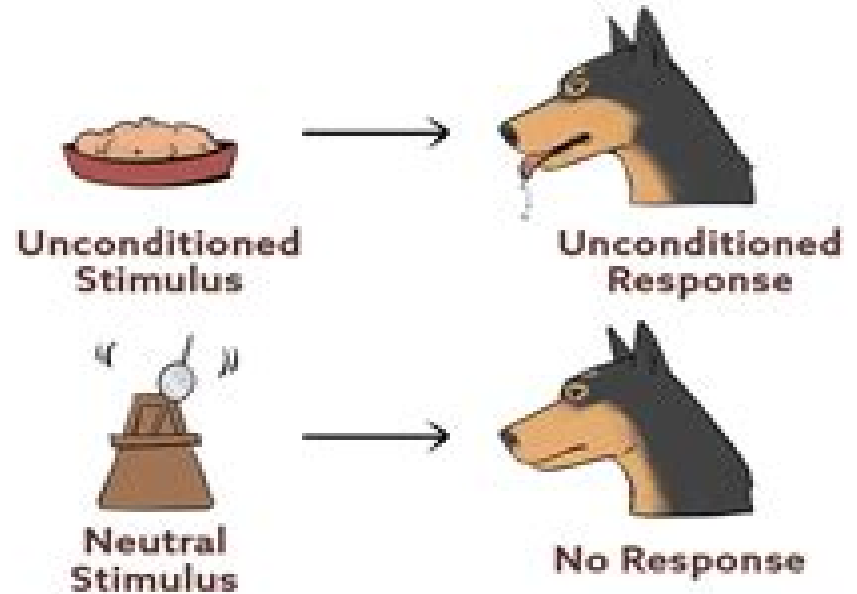 Unconditioned
Stimulus
Unconditioned
Response
Neutral
Stimulus
No Response